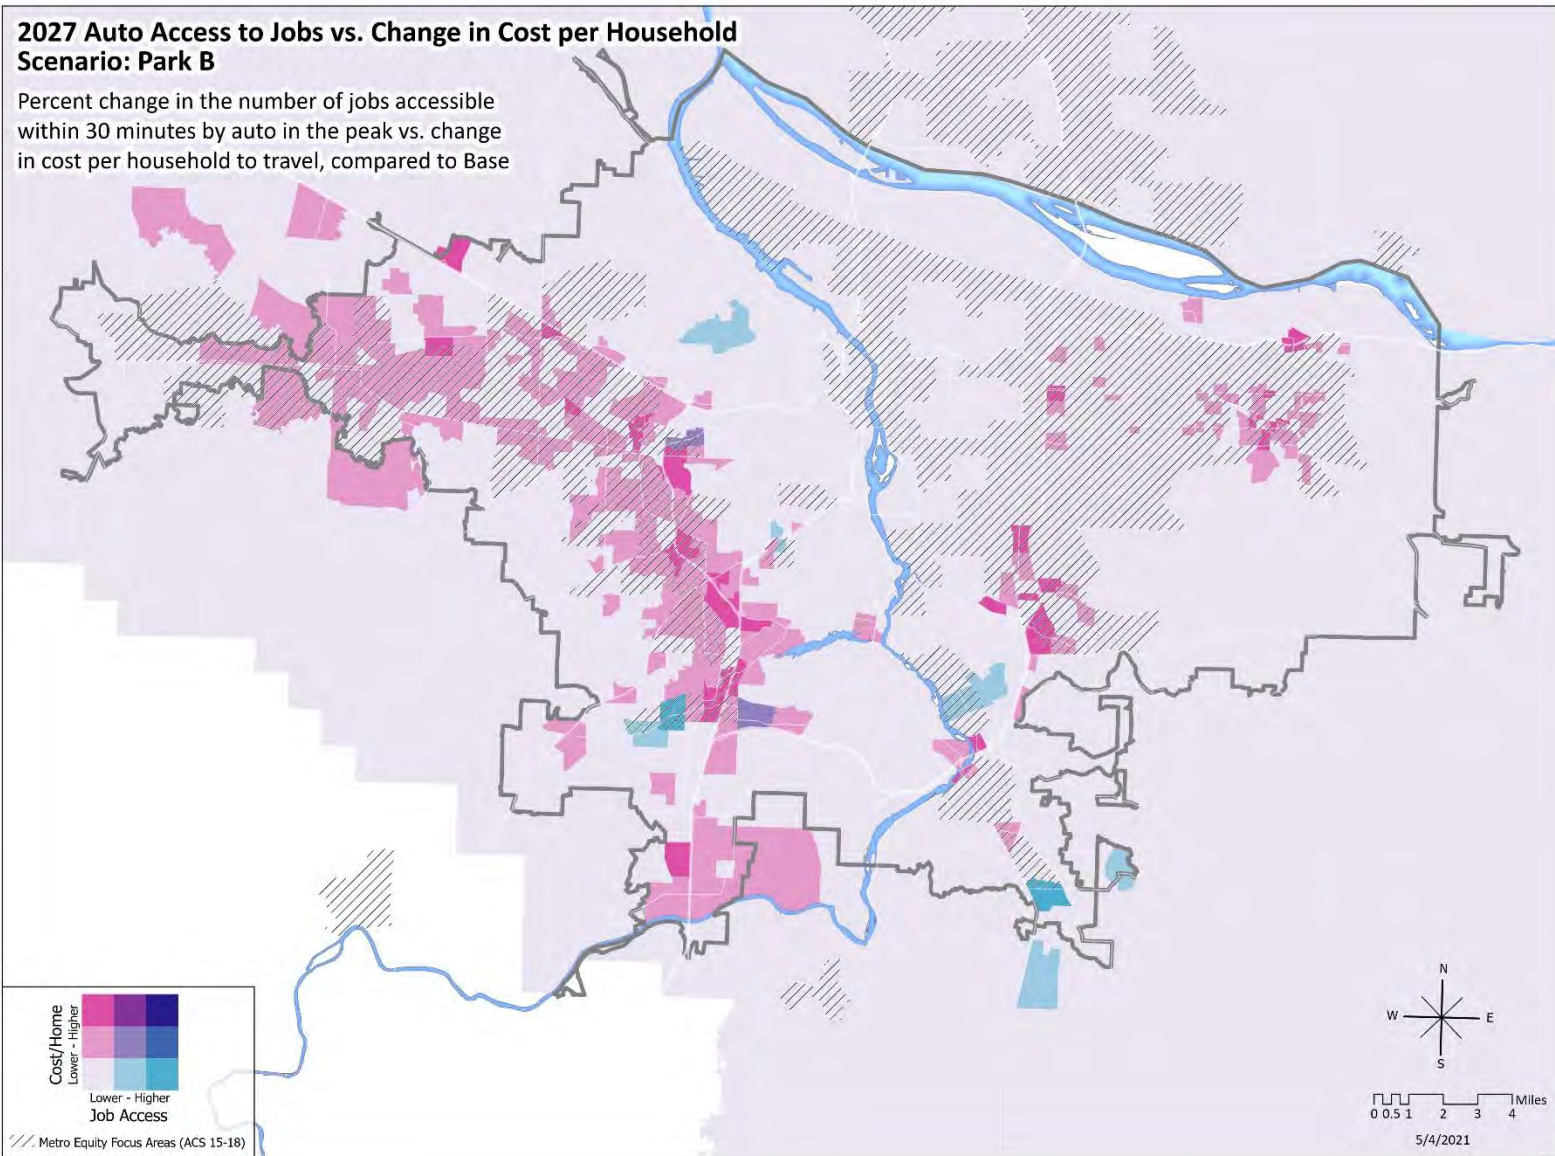 2027 Auto Access to Jobs vs. Change in Cost per Household
Scenario: Park B
Percent change in the number of jobs accessible
within 30 minutes by auto in the peak vs. change
in cost per household to travel, compared to Base
Cost/Home
Lower - Higher
Lower - Higher
Job Access
Metro Equity Focus Areas (ACS 15-18)
N
W
E
S
Miles
0 0.5 1 2 3 4
5/4/2021